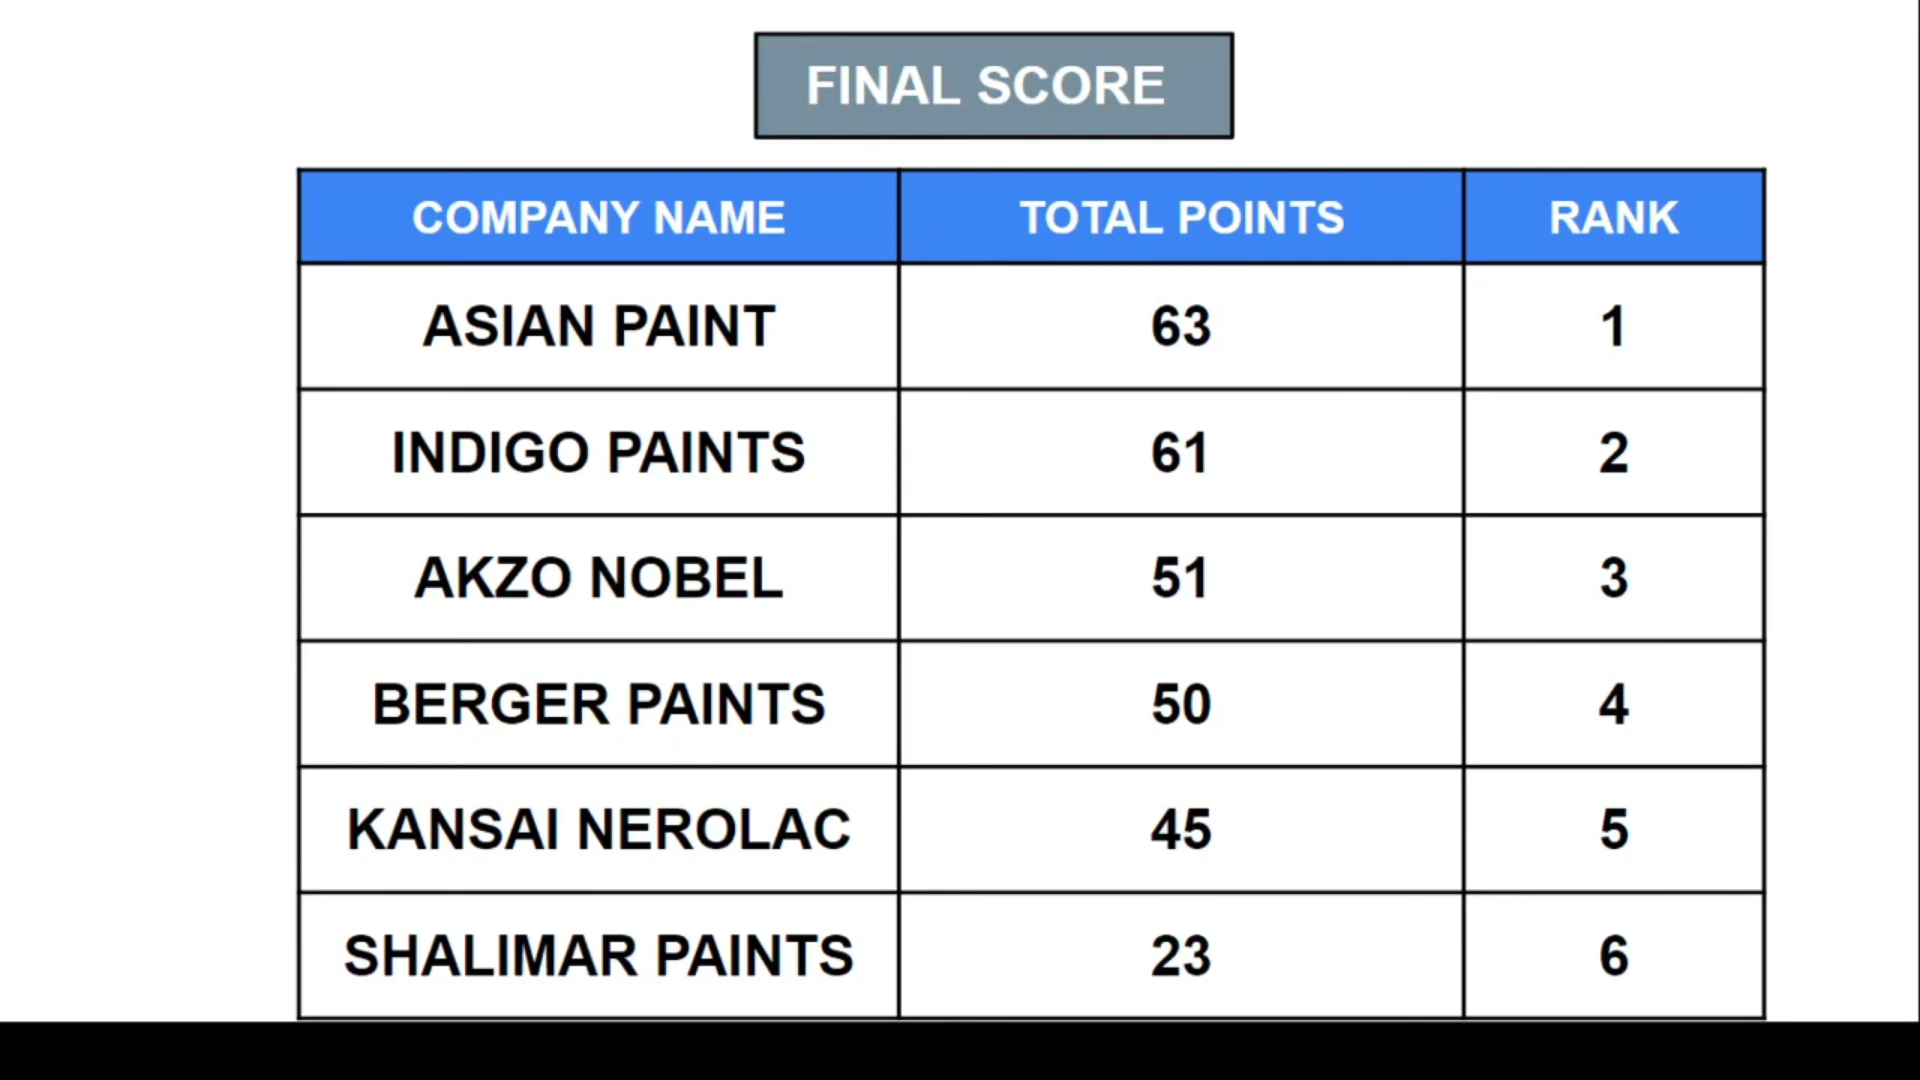 FINAL SCORE
COMPANY NAME TOTAL POINTS RANK
ASIAN PAINT 63 1
INDIGO PAINTS 61 2
AKZO NOBEL 51 3
BERGER PAINTS 50 4
KANSAI NEROLAC 45 5
SHALIMAR PAINTS 23 6